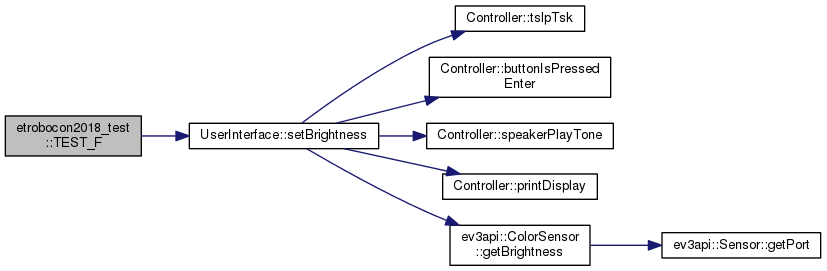 Controller::tslpTsk
Controller::buttonIsPressed
Enter
etrobocon2018_test
::TEST_F
UserInterface::setBrightness
Controller::speakerPlayTone
Controller::printDisplay
ev3api::ColorSensor
::getBrightness
ev3api::Sensor::getPort